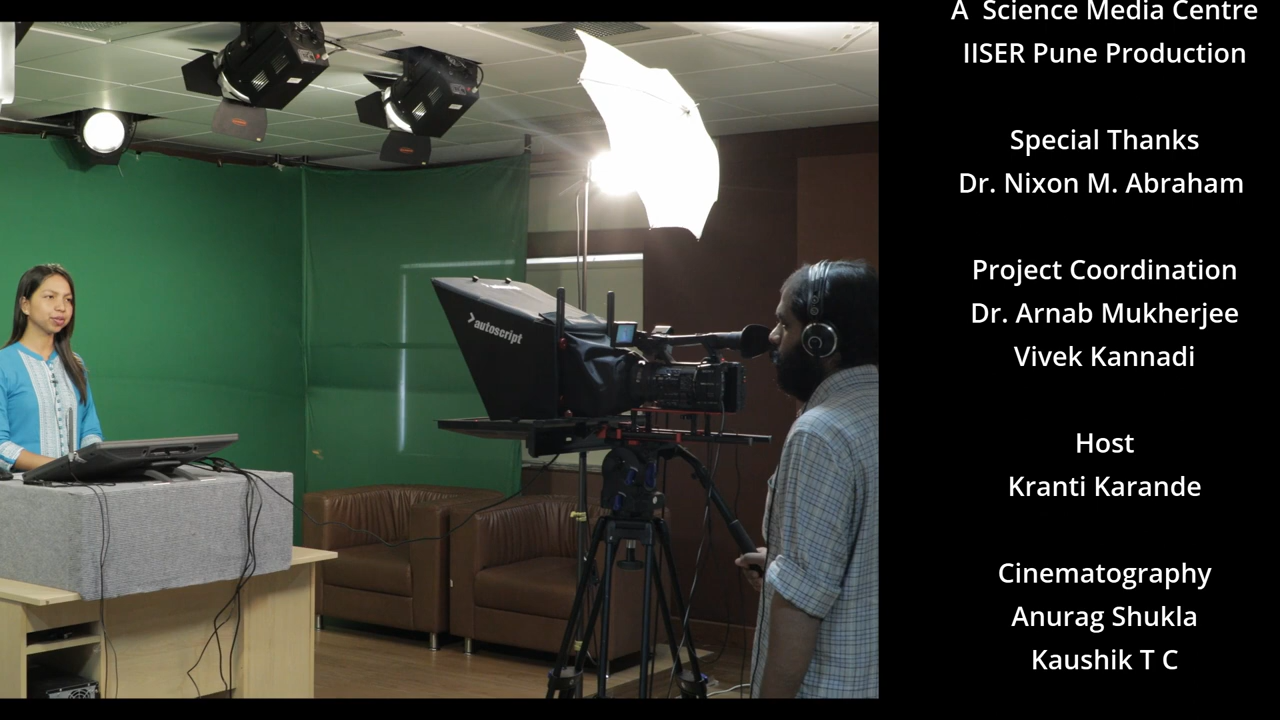 A  Science Media Centre
IISER Pune Production
Special Thanks
Dr. Nixon M. Abraham
Project Coordination
Dr. Arnab Mukherjee
Vivek Kannadi
Host
Kranti Karande
Cinematography
Anurag Shukla
Kaushik T C
autoscript